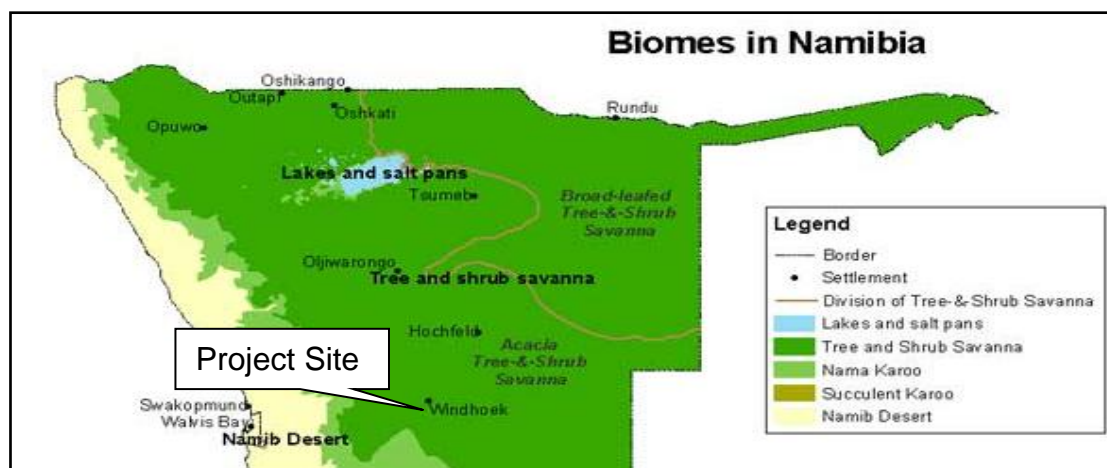 Biomes in Namibia
Oshikango
Outapi
Oshkati
Rundu
Opuwo
Lakes and salt pans
Tsumeb
Broad-leafed
Tree-&-Shrub
Savanna
Legend
Border
Settlement
Division of Tree-&-Shrub Savanna
Lakes and salt pans
Tree and Shrub Savanna
Nama Karoo
Succulent Karoo
Namib Desert
Oljiwarongo
Tree and shrub savanna
Hochfeld
Acacia
Tree-&-Shrub
Savanna
Project Site
Windhoek
Swakopmund
Walvis Bay
Namib Desert